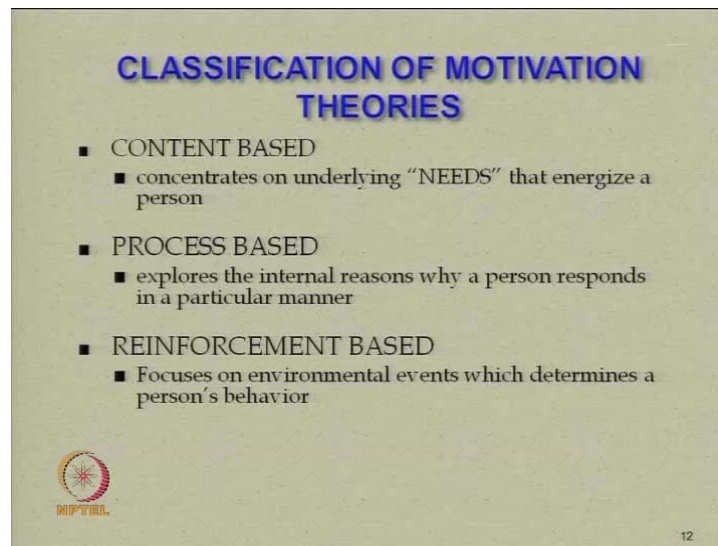 CLASSIFICATION OF MOTIVATION
THEORIES
CONTENT BASED
concentrates on underlying "NEEDS" that energize a
person
PROCESS BASED
explores the internal reasons why a person responds
in a particular manner
REINFORCEMENT BASED
Focuses on environmental events which determines a
person's behavior
NPTEL
12